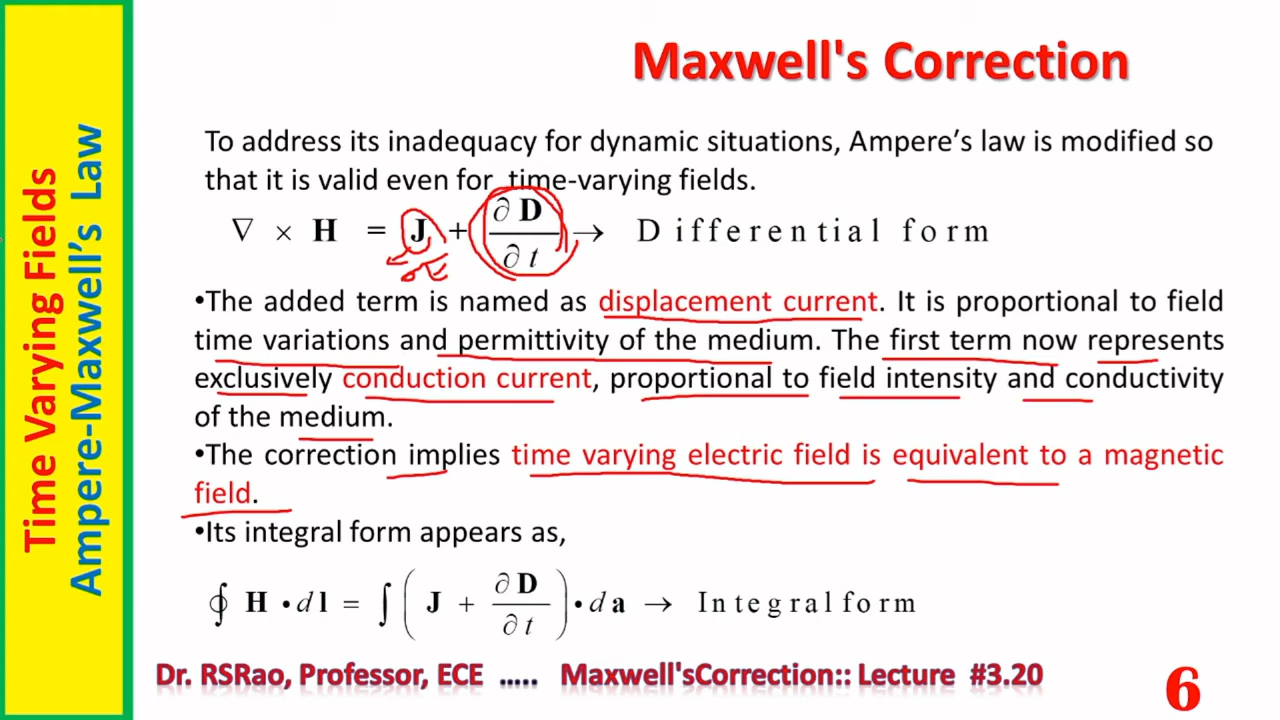 Maxwell's Correction
Time Varying Fields
Ampere-Maxwell's Law
To address its inadequacy for dynamic situations, Ampere's law is modified so
that it is valid even for time-varying fields.
∇ × H = J + ∂D/∂t → Differential form
•The added term is named as displacement current. It is proportional to field
time variations and permittivity of the medium. The first term now represents
exclusively conduction current, proportional to field intensity and conductivity
of the medium.
•The correction implies time varying electric field is equivalent to a magnetic
field.
•Its integral form appears as,
∮ H • dl = ∫ ( J + ∂D/∂t ) • da → Integral form
Dr. RSRao, Professor, ECE ..... Maxwell'sCorrection:: Lecture #3.20
6